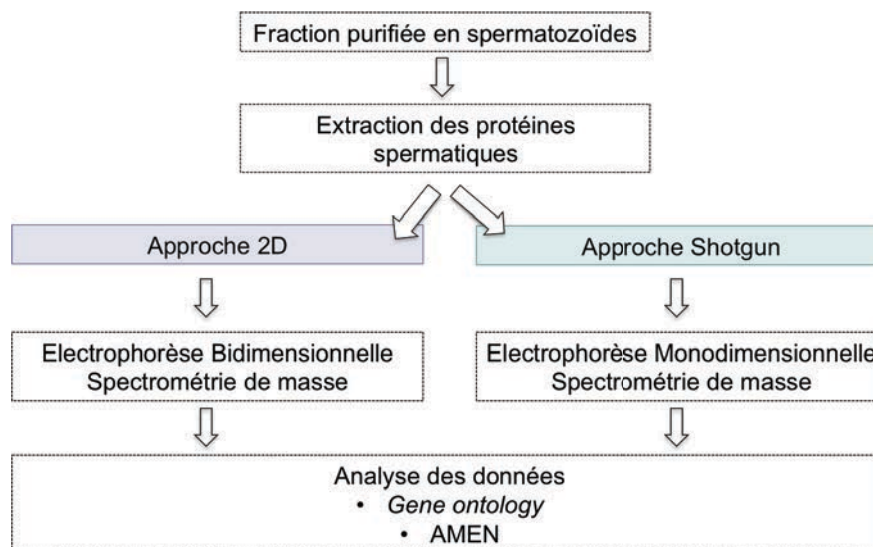 Fraction purifiée en spermatozoïdes
Extraction des protéines
spermatiques
Approche 2D
Approche Shotgun
Electrophorèse Bidimensionnelle
Spectrométrie de masse
Electrophorèse Monodimensionnelle
Spectrométrie de masse
Analyse des données
• Gene ontology
• AMEN